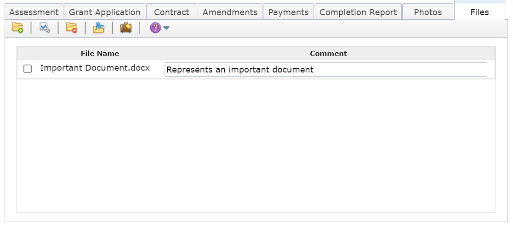 Assessment Grant Application Contract Amendments Payments Completion Report Photos Files
File Name Comment
Important Document.docx Represents an important document